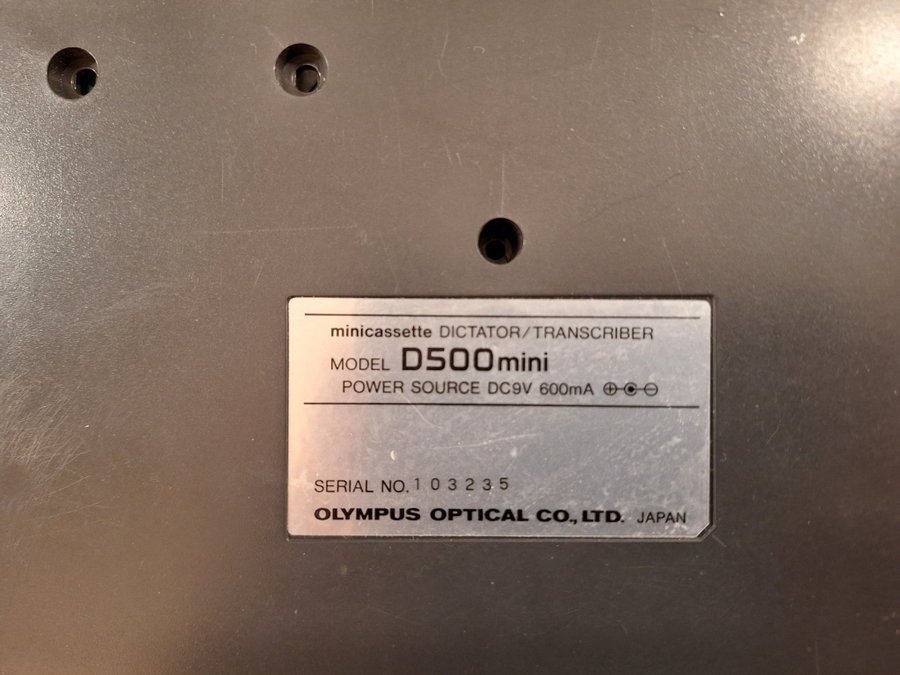 minicassette DICTATOR/TRANSCRIBER
MODEL D500mini
POWER SOURCE DC9V 600mA
SERIAL NO. 103235
OLYMPUS OPTICAL CO., LTD. JAPAN